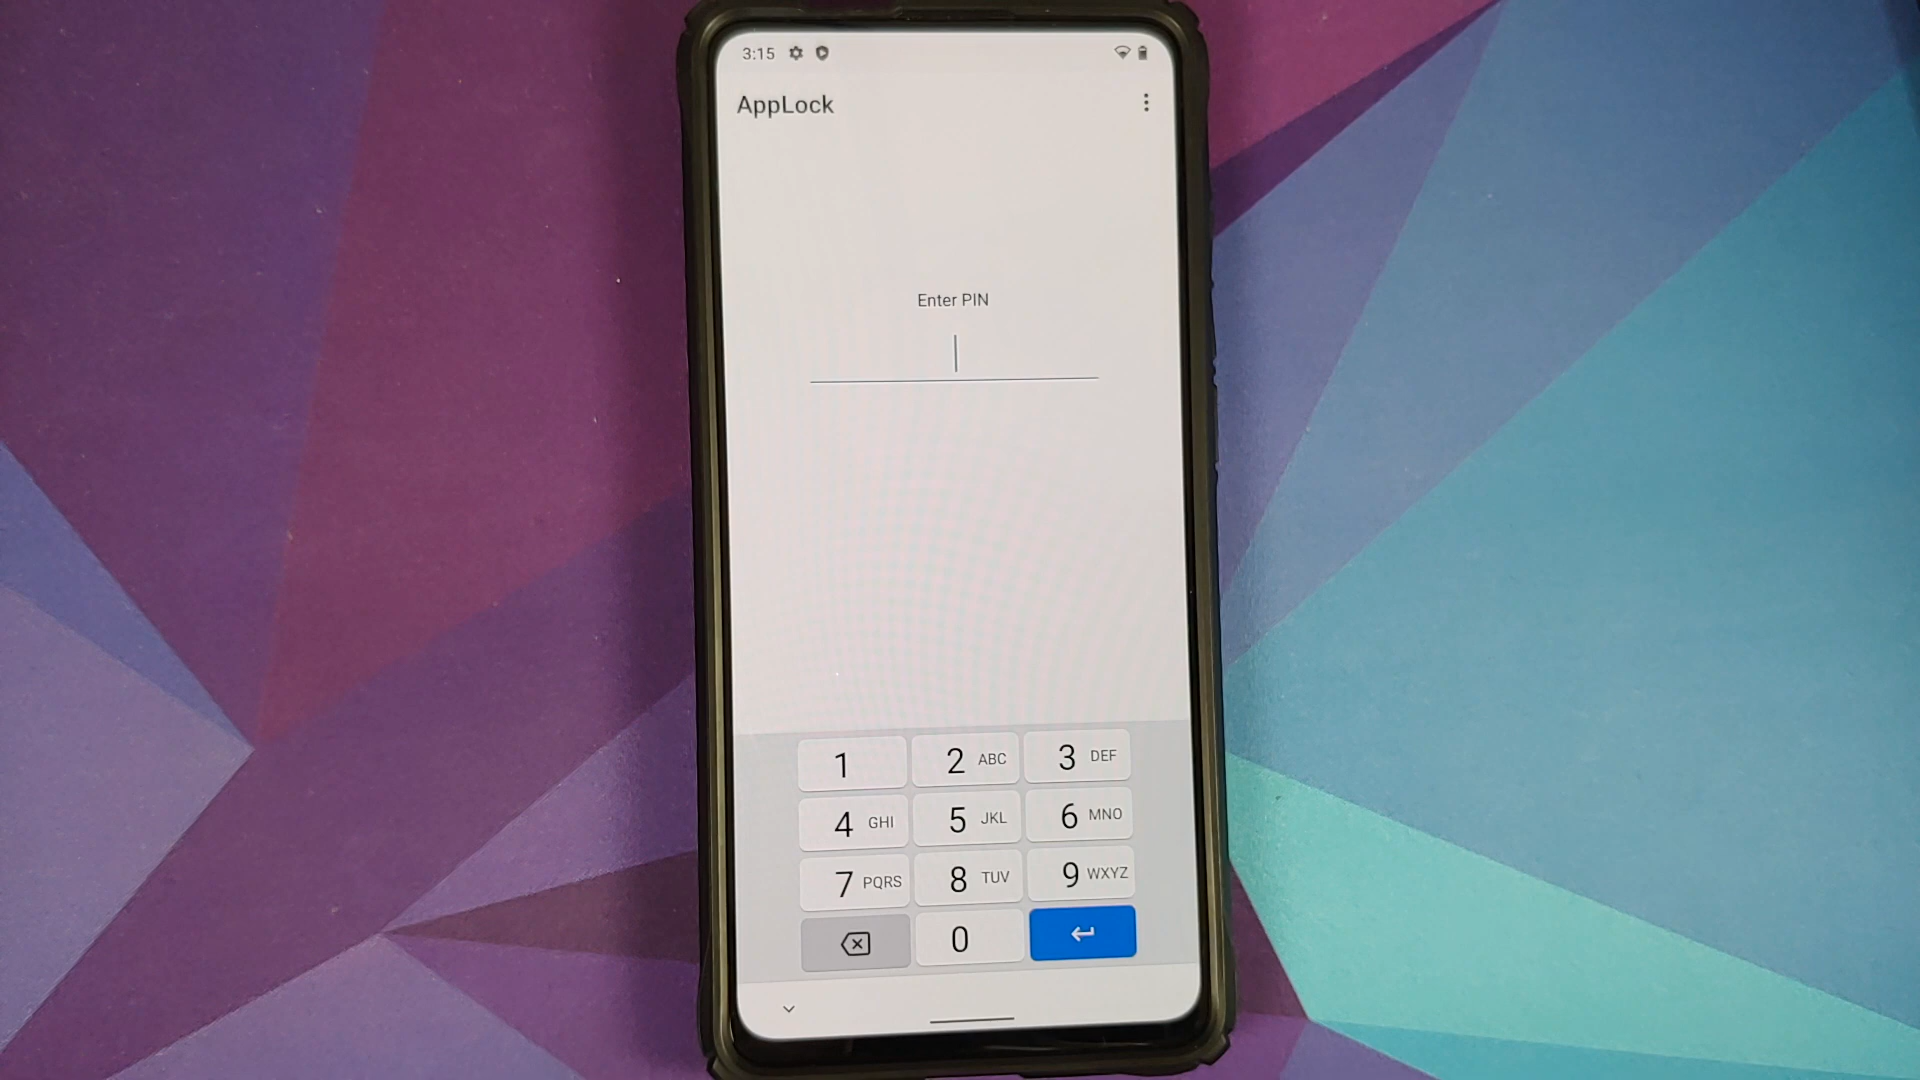 3:15
AppLock
Enter PIN
1 2 ABC 3 DEF
4 GHI 5 JKL 6 MNO
7 PQRS 8 TUV 9 WXYZ
0